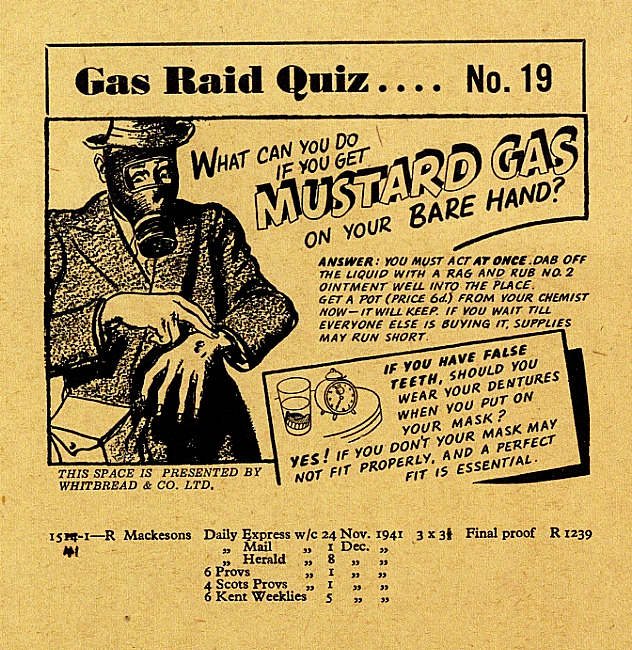 Gas Raid Quiz.... No. 19
WHAT CAN YOU DO
IF YOU GET
MUSTARD GAS
ON YOUR BARE HAND?
ANSWER: YOU MUST ACT AT ONCE. DAB OFF
THE LIQUID WITH A RAG AND RUB NO. 2
OINTMENT WELL INTO THE PLACE.
GET A POT (PRICE 6d.) FROM YOUR CHEMIST
NOW—IT WILL KEEP. IF YOU WAIT TILL
EVERYONE ELSE IS BUYING IT, SUPPLIES
MAY RUN SHORT.
IF YOU HAVE FALSE
TEETH, SHOULD YOU
WEAR YOUR DENTURES
WHEN YOU PUT ON
YOUR MASK?
YES! IF YOU DON'T YOUR MASK MAY
NOT FIT PROPERLY, AND A PERFECT
FIT IS ESSENTIAL.
THIS SPACE IS PRESENTED BY
WHITBREAD & CO. LTD.
-1—R Mackesons Daily Express w/c 24 Nov. 1941 Final proof R 1239
„ Mail „ 1 Dec. „
„ Herald „ 8 „ „
6 Provs „ 1 „ „
4 Scots Provs „ 1 „ „
6 Kent Weeklies 5 „ „